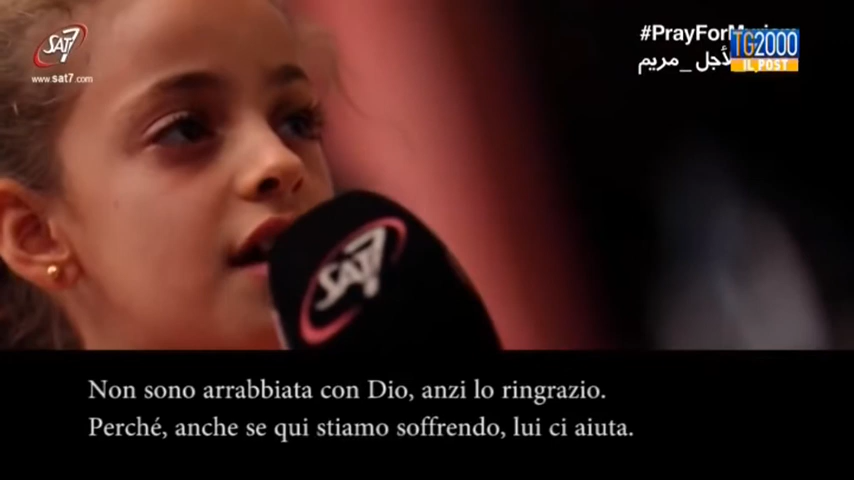 SAT7
www.sat7.com
#PrayFor
TG2000
لأجل_مريم
IL POST
SAT7
Non sono arrabbiata con Dio, anzi lo ringrazio.
Perché, anche se qui stiamo soffrendo, lui ci aiuta.